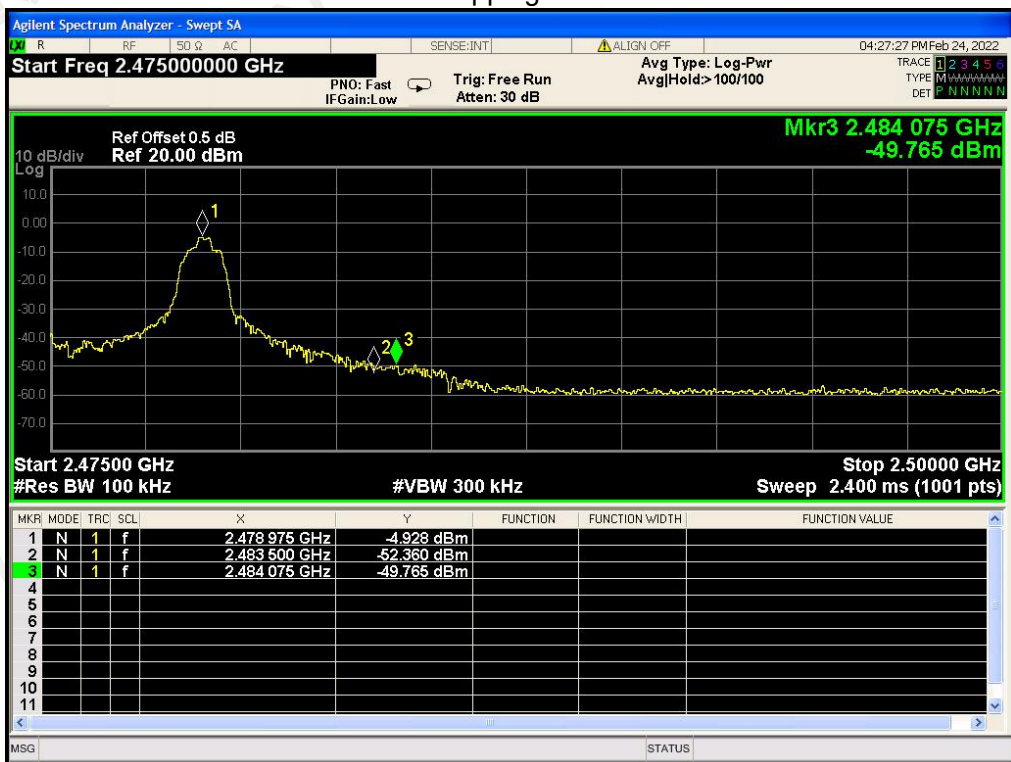 pping
Agilent Spectrum Analyzer - Swept SA
LXI R RF 50 Ω AC SENSE:INT ALIGN OFF 04:27:27 PM Feb 24, 2022
Start Freq 2.475000000 GHz
PNO: Fast
IFGain:Low
Trig: Free Run
Atten: 30 dB
Avg Type: Log-Pwr
Avg|Hold:>100/100
TRACE 1 2 3 4 5 6
TYPE M
DET P N N N N N
Mkr3 2.484 075 GHz
-49.765 dBm
Ref Offset 0.5 dB
10 dB/div Ref 20.00 dBm
Log
10.0
0.00
-10.0
-20.0
-30.0
-40.0
-50.0
-60.0
-70.0
1
2
3
Start 2.47500 GHz Stop 2.50000 GHz
#Res BW 100 kHz #VBW 300 kHz Sweep 2.400 ms (1001 pts)
MKR MODE TRC SCL X Y FUNCTION FUNCTION WIDTH FUNCTION VALUE
1 N 1 f 2.478 975 GHz -4.928 dBm
2 N 1 f 2.483 500 GHz -52.360 dBm
3 N 1 f 2.484 075 GHz -49.765 dBm
4
5
6
7
8
9
10
11
MSG STATUS